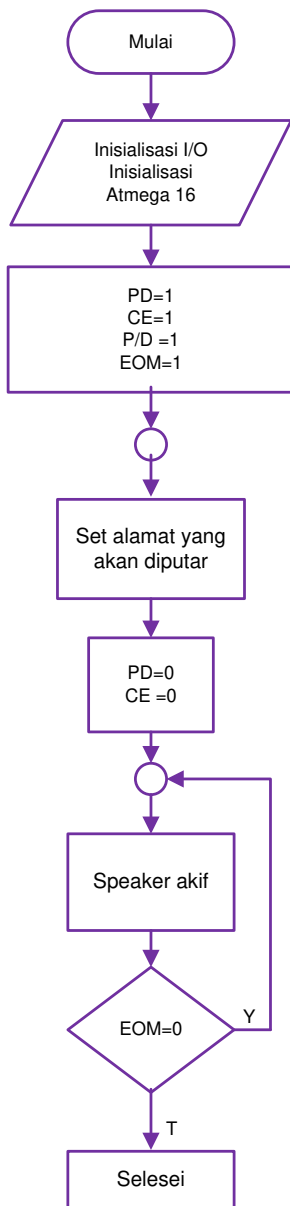 Mulai
Inisialisasi I/O
Inisialisasi
Atmega 16
PD=1
CE=1
P/D =1
EOM=1
Set alamat yang
akan diputar
PD=0
CE =0
Speaker akif
EOM=0
Y
T
Selesei